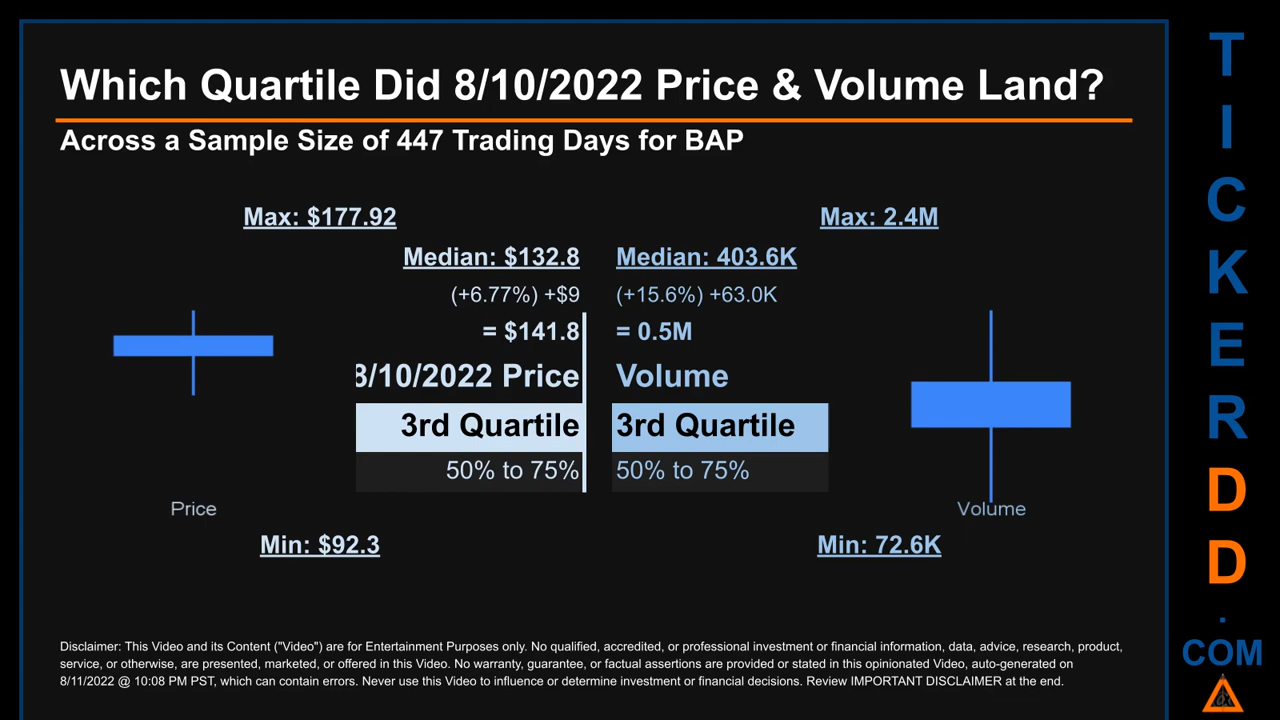 Which Quartile Did 8/10/2022 Price & Volume Land?
Across a Sample Size of 447 Trading Days for BAP
Max: $177.92
Max: 2.4M
Median: $132.8
Median: 403.6K
(+6.77%) +$9
(+15.6%) +63.0K
= $141.8
= 0.5M
8/10/2022 Price
Volume
3rd Quartile
3rd Quartile
50% to 75%
50% to 75%
Price
Volume
Min: $92.3
Min: 72.6K
Disclaimer: This Video and its Content ("Video") are for Entertainment Purposes only. No qualified, accredited, or professional investment or financial information, data, advice, research, product,
service, or otherwise, are presented, marketed, or offered in this Video. No warranty, guarantee, or factual assertions are provided or stated in this opinionated Video, auto-generated on
8/11/2022 @ 10:08 PM PST, which can contain errors. Never use this Video to influence or determine investment or financial decisions. Review IMPORTANT DISCLAIMER at the end.
T
I
C
K
E
R
D
D
.
COM